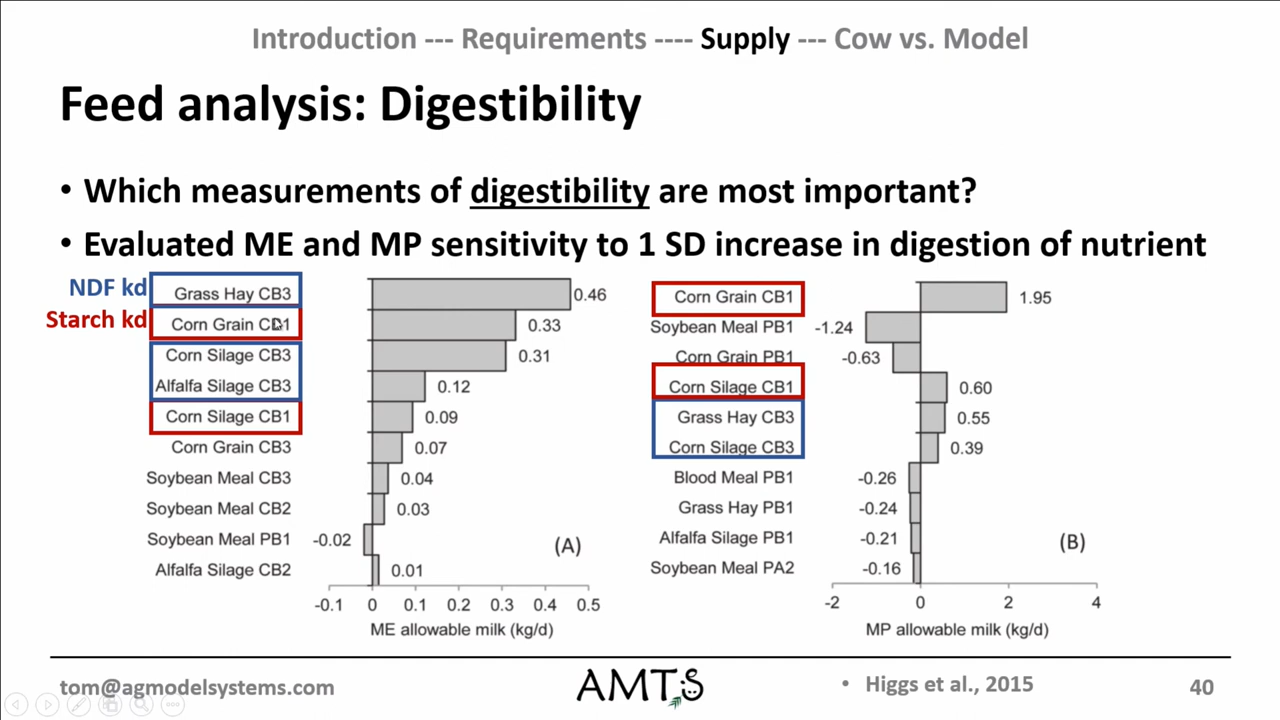 Introduction --- Requirements ---- Supply --- Cow vs. Model
Feed analysis: Digestibility
• Which measurements of digestibility are most important?
• Evaluated ME and MP sensitivity to 1 SD increase in digestion of nutrient
NDF kd
Starch kd
Grass Hay CB3 0.46
Corn Grain CB1 0.33
Corn Silage CB3 0.31
Alfalfa Silage CB3 0.12
Corn Silage CB1 0.09
Corn Grain CB3 0.07
Soybean Meal CB3 0.04
Soybean Meal CB2 0.03
Soybean Meal PB1 -0.02
Alfalfa Silage CB2 0.01
(A)
-0.1 0 0.1 0.2 0.3 0.4 0.5
ME allowable milk (kg/d)
Corn Grain CB1 1.95
Soybean Meal PB1 -1.24
Corn Grain PB1 -0.63
Corn Silage CB1 0.60
Grass Hay CB3 0.55
Corn Silage CB3 0.39
Blood Meal PB1 -0.26
Grass Hay PB1 -0.24
Alfalfa Silage PB1 -0.21
Soybean Meal PA2 -0.16
(B)
-2 0 2 4
MP allowable milk (kg/d)
tom@agmodelsystems.com
AMTS
• Higgs et al., 2015
40